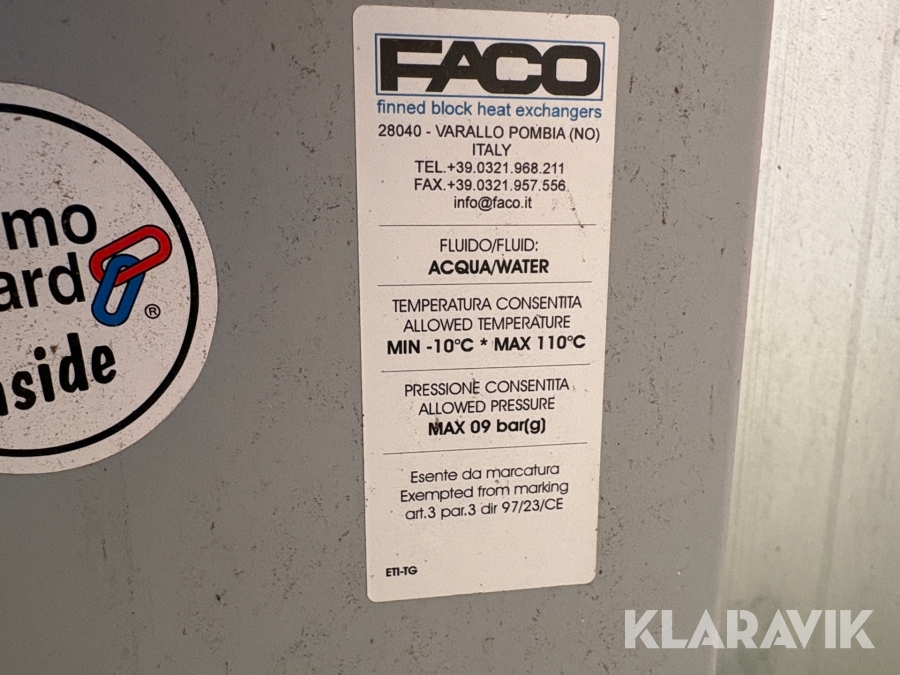 FACO
finned block heat exchangers
28040 - VARALLO POMBIA (NO)
ITALY
TEL.+39.0321.968.211
FAX.+39.0321.957.556
info@faco.it
FLUIDO/FLUID:
ACQUA/WATER
TEMPERATURA CONSENTITA
ALLOWED TEMPERATURE
MIN -10°C * MAX 110°C
PRESSIONE CONSENTITA
ALLOWED PRESSURE
MAX 09 bar(g)
Esente da marcatura
Exempted from marking
art.3 par.3 dir 97/23/CE
ETI-TG
mo
ard
®
side
KLARAVIK